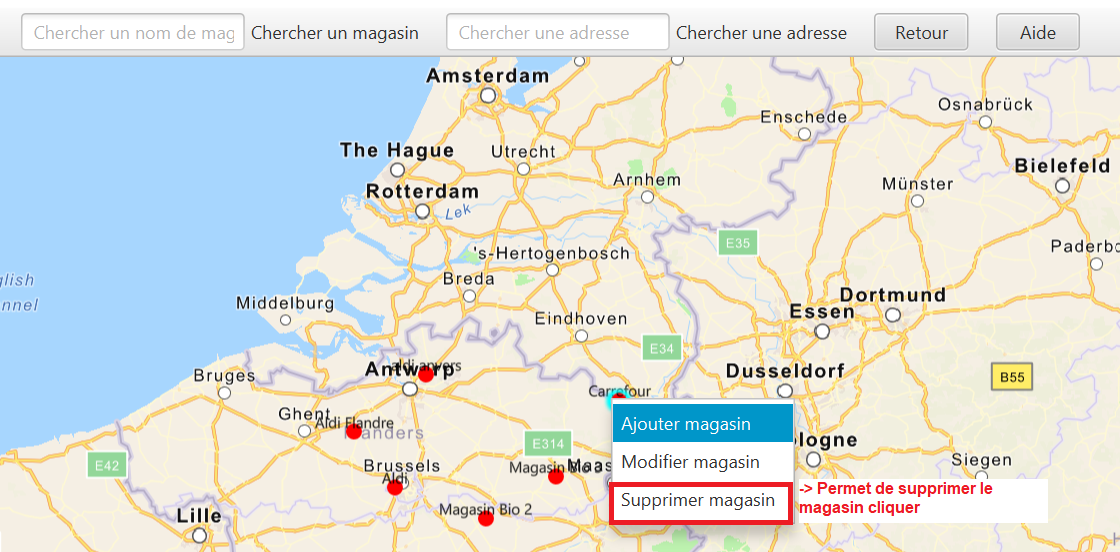 Chercher un nom de mag
Chercher un magasin
Chercher une adresse
Chercher une adresse
Retour
Aide
Amsterdam
Osnabrück
Enschede
The Hague
Utrecht
Bielefeld
Arnhem
Münster
Rotterdam
Lek
E35
's-Hertogenbosch
Paderbo
glish
nnel
Breda
Middelburg
Dortmund
Essen
Eindhoven
E34
Antwerp
aldi anvers
Dusseldorf
B55
Bruges
Carrefour
Ghent
Aldi Flandre
Flanders
Ajouter magasin
E314
ologne
E42
Brussels
Magasin
Maas
Modifier magasin
Siegen
Aldi
Supprimer magasin
-> Permet de supprimer le
magasin cliquer
Magasin Bio 2
Lille